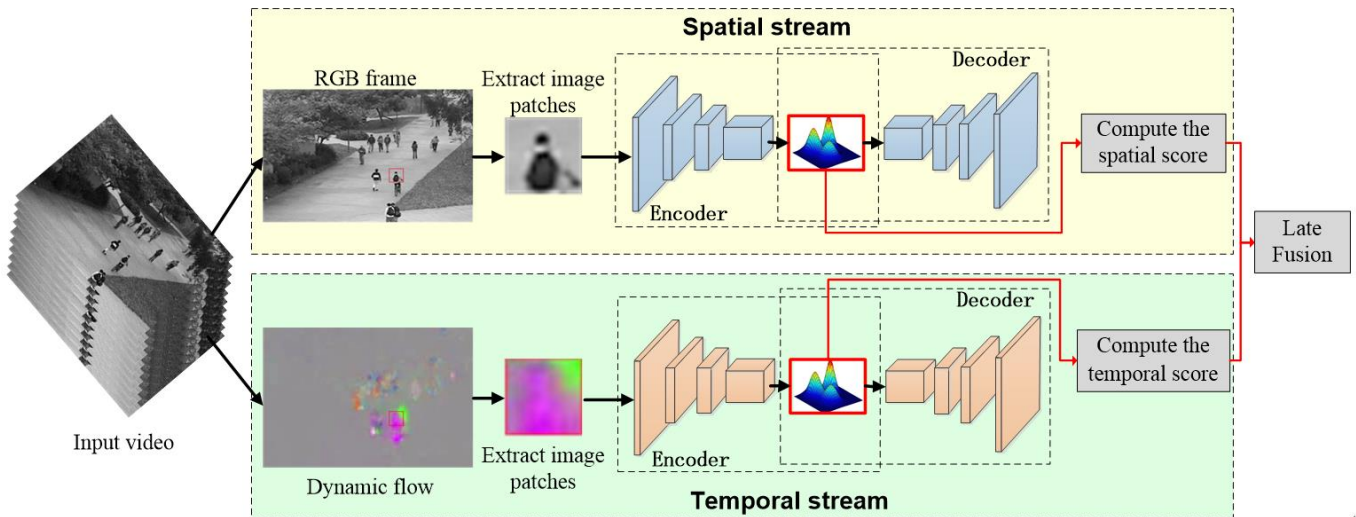 Spatial stream
RGB frame
Extract image
patches
Encoder
Decoder
Compute the
spatial score
Late
Fusion
Input video
Dynamic flow
Extract image
patches
Encoder
Decoder
Compute the
temporal score
Temporal stream